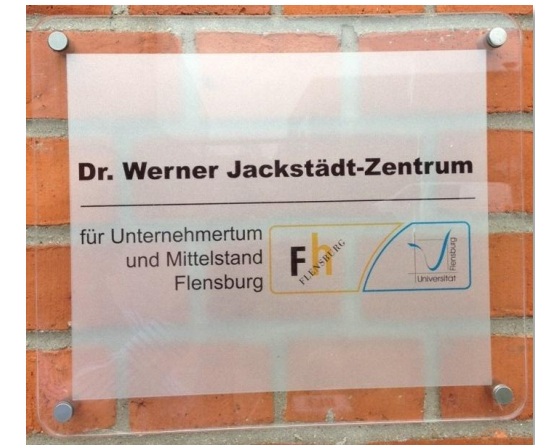 Dr. Werner Jackstädt-Zentrum
für Unternehmertum
und Mittelstand
Flensburg
Fh
FLENSBURG
Flensburg
Universität